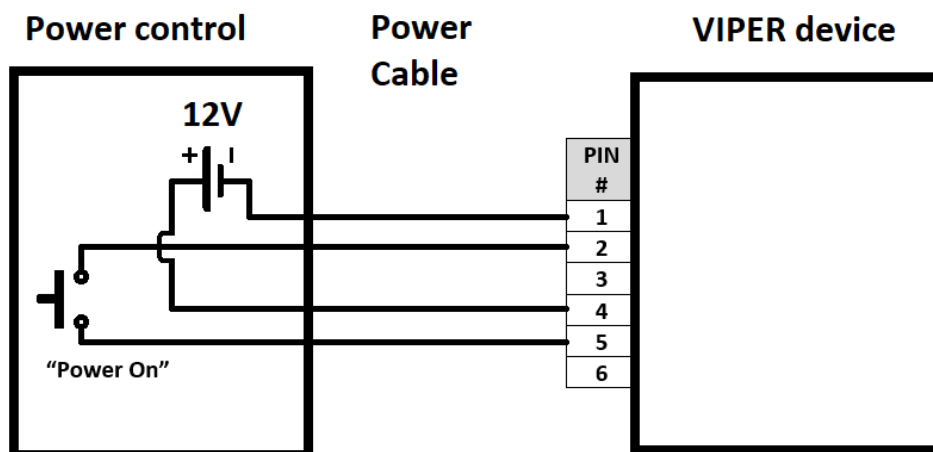 Power control
Power
Cable
VIPER device
12V
+ -
PIN
#
1
2
3
4
5
6
“Power On”